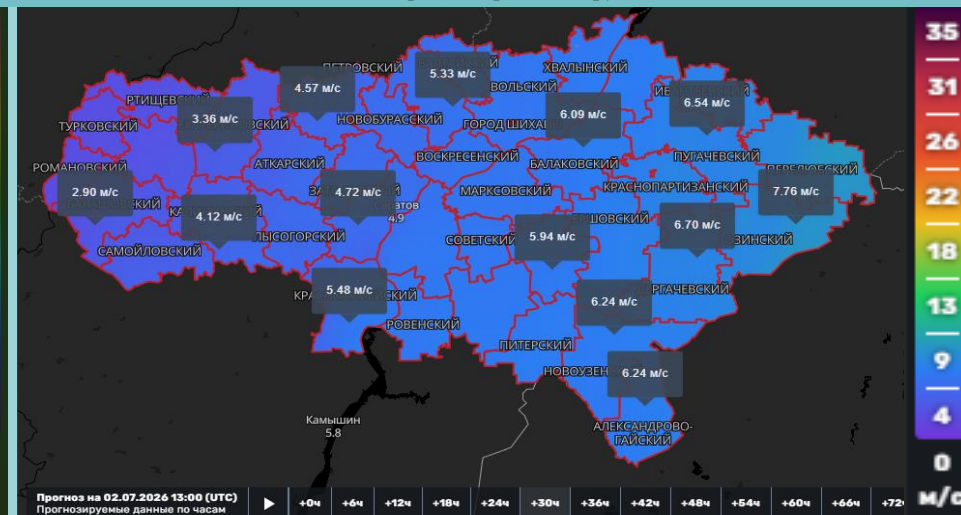 35
ПЕТРОВСКИЙ
5.33 м/с
ХВАЛЫНСКИЙ
4.57 м/с
ВОЛЬСКИЙ
31
РТИЩЕВСКИЙ
6.54 м/с
3.36 м/с
6.09 м/с
ТУРКОВСКИЙ
НОВОБУРАССКИЙ
ГОРОД ШИХАНЫ
26
РОМАНОВСКИЙ
АТКАРСКИЙ
ВОСКРЕСЕНСКИЙ
БАЛАКОВСКИЙ
ПУГАЧЕВСКИЙ
ПЕРЕЛЮБСКИЙ
2.90 м/с
4.72 м/с
МАРКСОВСКИЙ
КРАСНОПАРТИЗАНСКИЙ
7.76 м/с
22
4.12 м/с
4.9
6.70 м/с
ЛЫСОГОРСКИЙ
СОВЕТСКИЙ
5.94 м/с
САМОЙЛОВСКИЙ
18
5.48 м/с
6.24 м/с
13
РОВЕНСКИЙ
ПИТЕРСКИЙ
9
6.24 м/с
Камышин
5.8
АЛЕКСАНДРОВО-
ГАЙСКИЙ
4
0
Прогноз на 02.07.2026 13:00 (UTC)
Прогнозируемые данные по часам
+0ч +6ч +12ч +18ч +24ч +30ч +36ч +42ч +48ч +54ч +60ч +66ч +72ч
м/с